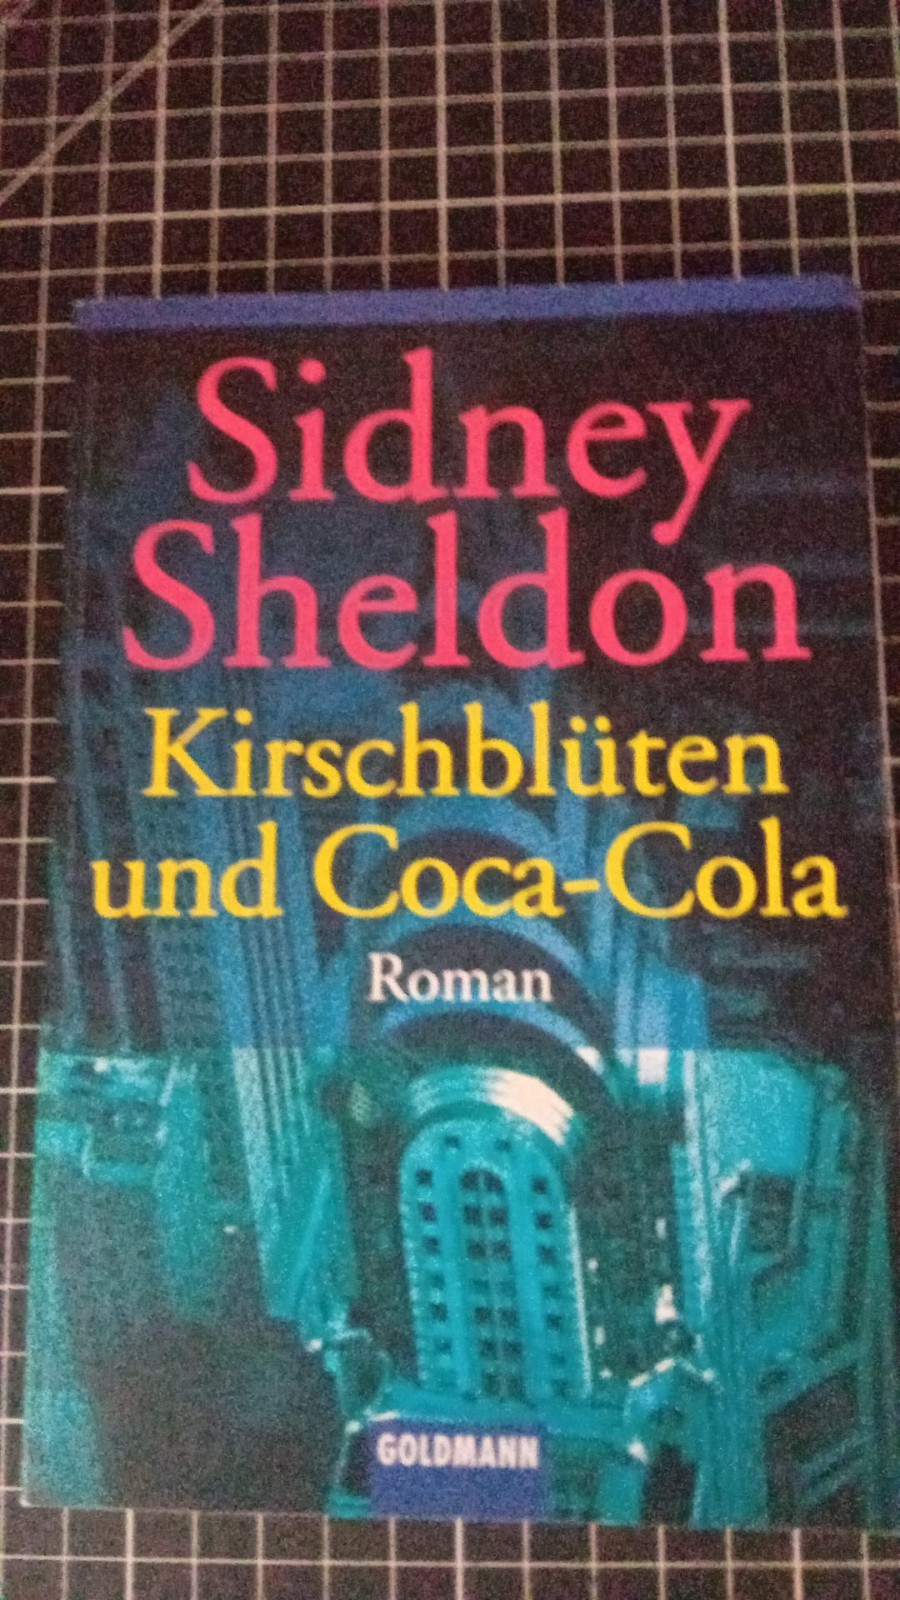 Sidney
Sheldon
Kirschblüten
und Coca-Cola
Roman
GOLDMANN